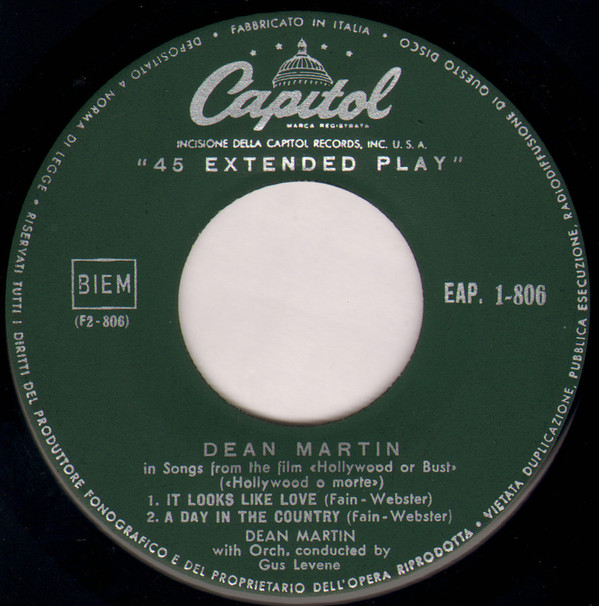 DEPOSITATO A NORMA DI LEGGE • RISERVATI TUTTI I DIRITTI DEL PRODUTTORE FONOGRAFICO E DEL PROPRIETARIO DELL'OPERA RIPRODOTTA • VIETATA DUPLICAZIONE, PUBBLICA ESECUZIONE, RADIODIFFUSIONE DI QUESTO DISCO • FABBRICATO IN ITALIA •
Capitol
MARCA REGISTRATA
INCISIONE DELLA CAPITOL RECORDS, INC. U. S. A.
"45 EXTENDED PLAY"
BIEM
(F2-806)
EAP. 1-806
DEAN MARTIN
in Songs from the film «Hollywood or Bust»
(«Hollywood o morte»)
1. IT LOOKS LIKE LOVE (Fain-Webster)
2. A DAY IN THE COUNTRY (Fain-Webster)
DEAN MARTIN
with Orch. conducted by
Gus Levene